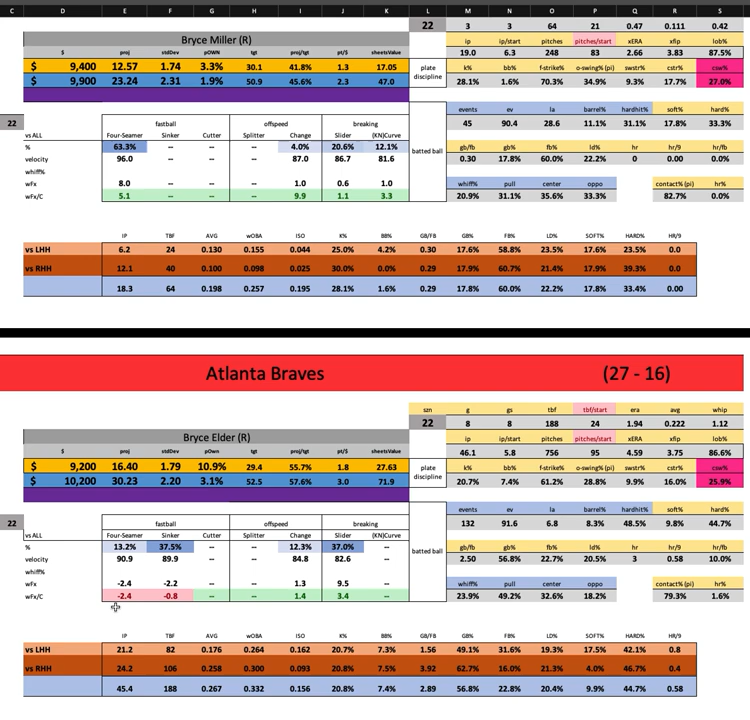 C D E F G H I J K L M N O P Q R S
22 3 3 64 21 0.47 0.111 0.42
Bryce Miller (R) ip ip/start pitches pitches/start xERA xfip lob%
$ proj stdDev pOWN tgt proj/tgt pt/$ sheetsValue 19.0 6.3 248 83 2.66 3.83 87.5%
$ 9,400 12.57 1.74 3.3% 30.1 41.8% 1.3 17.05 plate discipline k% bb% f-strike% o-swing% (pi) swstr% cstr% csw%
$ 9,900 23.24 2.31 1.9% 50.9 45.6% 2.3 47.0 28.1% 1.6% 70.3% 34.9% 9.3% 17.7% 27.0%
events ev la barrel% hardhit% soft% hard%
22 fastball offspeed breaking 45 90.4 28.6 11.1% 31.1% 17.8% 33.3%
vs ALL Four-Seamer Sinker Cutter Splitter Change Slider (KN)Curve
% 63.3% -- -- -- 4.0% 20.6% 12.1% batted ball gb/fb gb% fb% ld% hr hr/9 hr/fb
velocity 96.0 -- -- -- 87.0 86.7 81.6 0.30 17.8% 60.0% 22.2% 0 0.00 0.0%
whiff%
wFx 8.0 -- -- -- 1.0 0.6 1.0 whiff% pull center oppo contact% (pi) hr%
wFx/C 5.1 -- -- -- 9.9 1.1 3.3 20.9% 31.1% 35.6% 33.3% 82.7% 0.0%
IP TBF AVG wOBA ISO K% BB% GB/FB GB% FB% LD% SOFT% HARD% HR/9
vs LHH 6.2 24 0.130 0.155 0.044 25.0% 4.2% 0.30 17.6% 58.8% 23.5% 17.6% 23.5% 0.0
vs RHH 12.1 40 0.100 0.098 0.025 30.0% 0.0% 0.29 17.9% 60.7% 21.4% 17.9% 39.3% 0.0
18.3 64 0.198 0.257 0.195 28.1% 1.6% 0.29 17.8% 60.0% 22.2% 17.8% 33.4% 0.00
Atlanta Braves (27 - 16)
szn g gs tbf tbf/start era avg whip
22 8 8 188 24 1.94 0.222 1.12
Bryce Elder (R) ip ip/start pitches pitches/start xERA xfip lob%
$ proj stdDev pOwn tgt proj/tgt pt/$ sheetsValue 46.1 5.8 756 95 4.59 3.75 86.6%
$ 9,200 16.40 1.79 10.9% 29.4 55.7% 1.8 27.63 plate discipline k% bb% f-strike% o-swing% (pi) swstr% cstr% csw%
$ 10,200 30.23 2.20 3.1% 52.5 57.6% 3.0 71.9 20.7% 7.4% 61.2% 28.8% 9.9% 16.0% 25.9%
events ev la barrel% hardhit% soft% hard%
22 fastball offspeed breaking 132 91.6 6.8 8.3% 48.5% 9.8% 44.7%
vs ALL Four-Seamer Sinker Cutter Splitter Change Slider (KN)Curve
% 13.2% 37.5% -- -- 12.3% 37.0% -- batted ball gb/fb gb% fb% ld% hr hr/9 hr/fb
velocity 90.9 89.9 -- -- 84.8 82.6 -- 2.50 56.8% 22.7% 20.5% 3 0.58 10.0%
whiff%
wFx -2.4 -2.2 1.3 9.5 whiff% pull center oppo contact% (pi) hr%
wFx/C -2.4 -0.8 -- -- 1.4 3.4 -- 23.9% 49.2% 32.6% 18.2% 79.3% 1.6%
IP TBF AVG wOBA ISO K% BB% GB/FB GB% FB% LD% SOFT% HARD% HR/9
vs LHH 21.2 82 0.176 0.264 0.162 20.7% 7.3% 1.56 49.1% 31.6% 19.3% 17.5% 42.1% 0.8
vs RHH 24.2 106 0.258 0.300 0.093 20.8% 7.5% 3.92 62.7% 16.0% 21.3% 4.0% 46.7% 0.4
45.4 188 0.267 0.332 0.156 20.8% 7.4% 2.89 56.8% 22.8% 20.4% 9.9% 44.7% 0.58